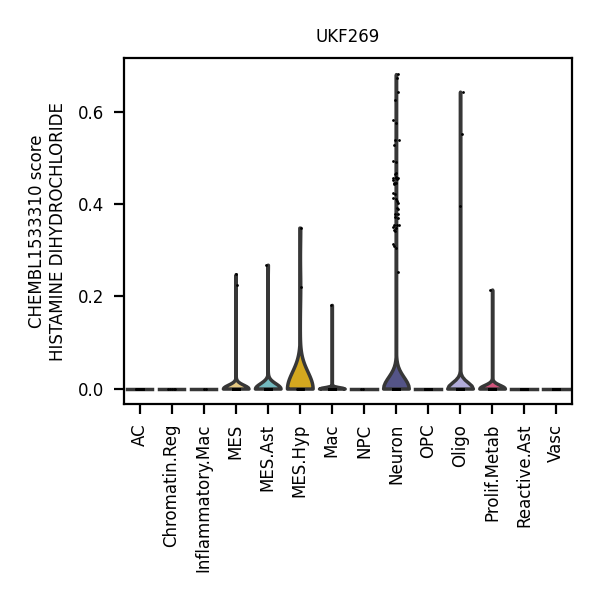 UKF269
CHEMBL1533310 score
HISTAMINE DIHYDROCHLORIDE
0.6
0.4
0.2
0.0
AC
Chromatin.Reg
Inflammatory.Mac
MES
MES.Ast
MES.Hyp
Mac
NPC
Neuron
OPC
Oligo
Prolif.Metab
Reactive.Ast
Vasc